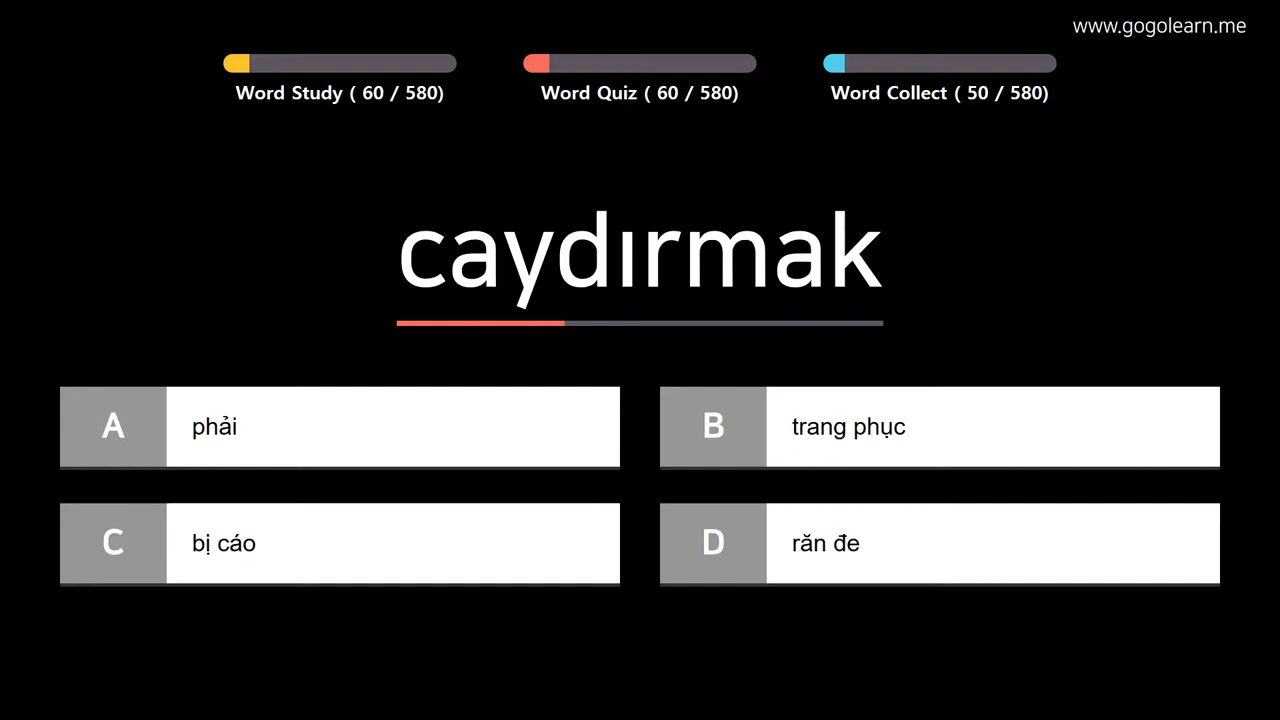 www.gogolearn.me
Word Study ( 60 / 580)
Word Quiz ( 60 / 580)
Word Collect ( 50 / 580)
caydırmak
A phải
B trang phục
C bị cáo
D răn đe